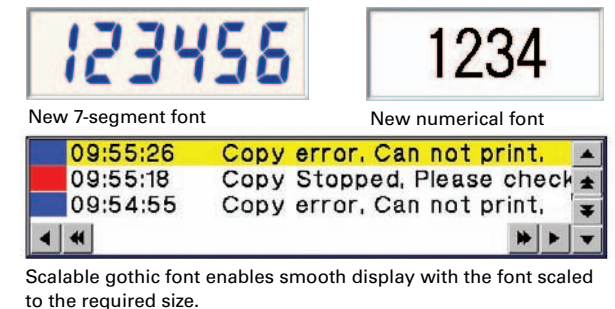 123456
1234
New 7-segment font
New numerical font
09:55:26 Copy error, Can not print,
09:55:18 Copy Stopped, Please check
09:54:55 Copy error, Can not print,
Scalable gothic font enables smooth display with the font scaled
to the required size.